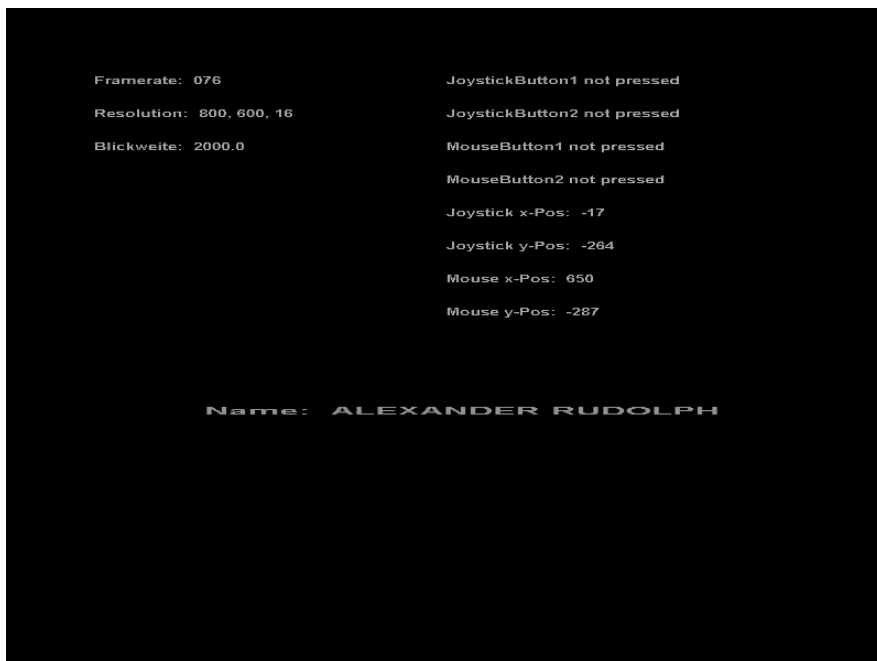 Framerate: 076
Resolution: 800, 600, 16
Blickweite: 2000.0
JoystickButton1 not pressed
JoystickButton2 not pressed
MouseButton1 not pressed
MouseButton2 not pressed
Joystick x-Pos: -17
Joystick y-Pos: -264
Mouse x-Pos: 650
Mouse y-Pos: -287
Name: ALEXANDER RUDOLPH